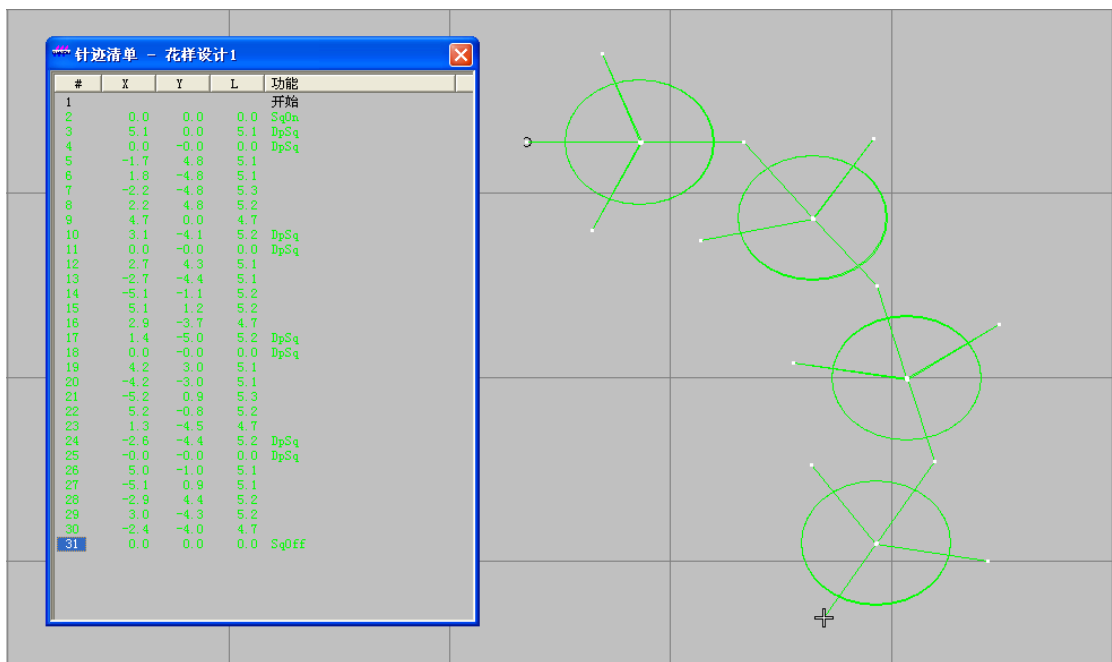 针迹清单 - 花样设计1
# X Y L 功能
1 开始
2 0.0 0.0 0.0 SqOn
3 5.1 0.0 5.1 DpSq
4 0.0 -0.0 0.0 DpSq
5 -1.7 4.8 5.1
6 1.8 -4.8 5.1
7 -2.2 -4.8 5.3
8 2.2 4.8 5.2
9 4.7 0.0 4.7
10 3.1 -4.1 5.2 DpSq
11 0.0 -0.0 0.0 DpSq
12 2.7 4.3 5.1
13 -2.7 -4.4 5.1
14 -5.1 -1.1 5.2
15 5.1 1.2 5.2
16 2.9 -3.7 4.7
17 1.4 -5.0 5.2 DpSq
18 0.0 -0.0 0.0 DpSq
19 4.2 3.0 5.1
20 -4.2 -3.0 5.1
21 -5.2 0.9 5.3
22 5.2 -0.8 5.2
23 1.3 -4.5 4.7
24 -2.6 -4.4 5.2 DpSq
25 -0.0 -0.0 0.0 DpSq
26 5.0 -1.0 5.1
27 -5.1 0.9 5.1
28 -2.9 4.4 5.2
29 3.0 -4.3 5.2
30 -2.4 -4.0 4.7
31 0.0 0.0 0.0 SqOff